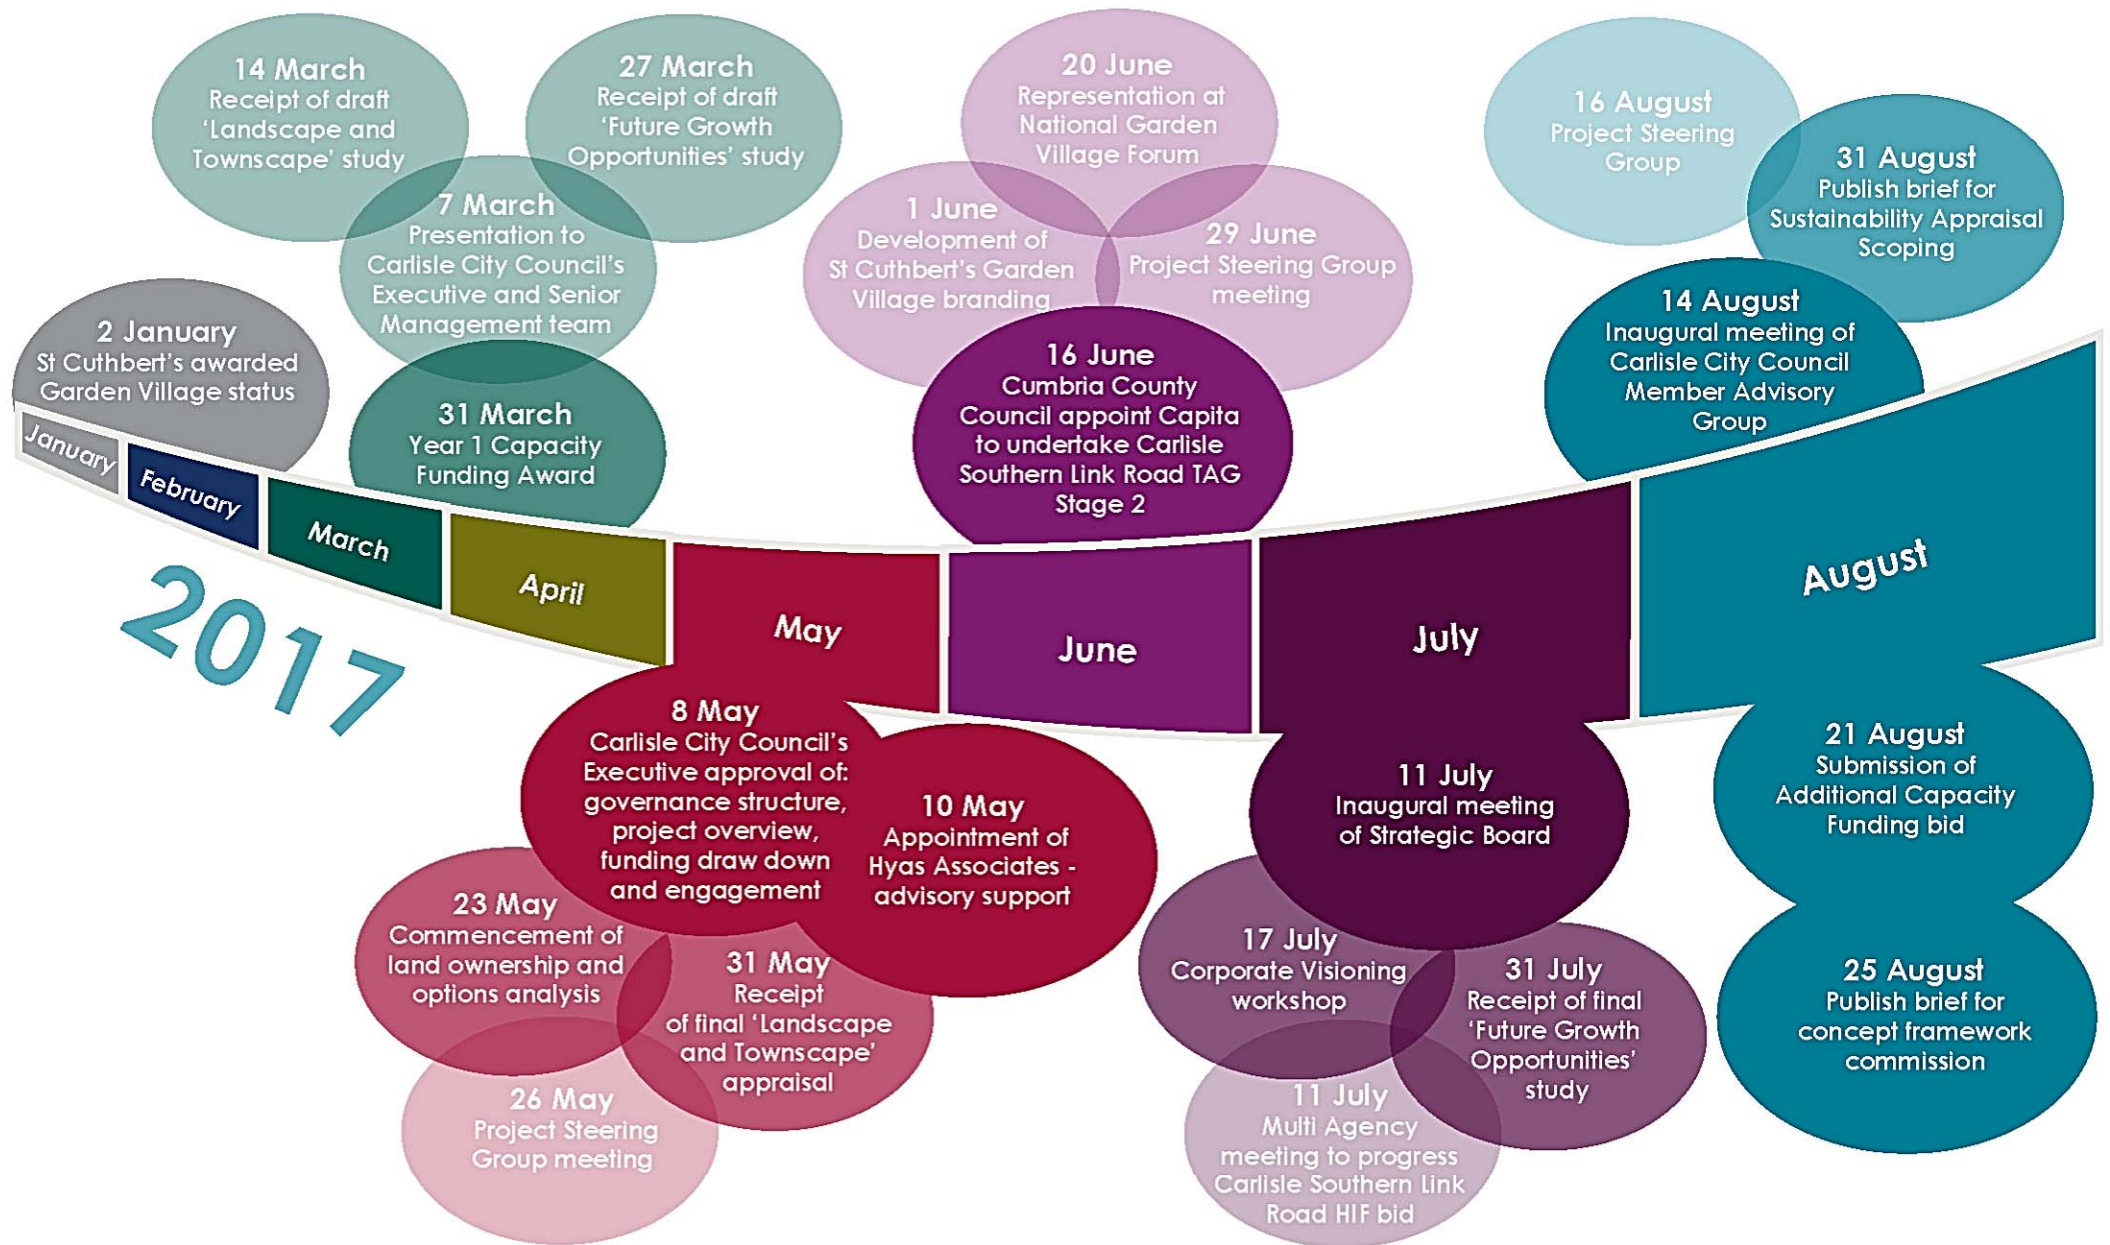 14 March
Receipt of draft
‘Landscape and
Townscape’ study
27 March
Receipt of draft
‘Future Growth
Opportunities’ study
7 March
Presentation to
Carlisle City Council’s
Executive and Senior
Management team
2 January
St Cuthbert’s awarded
Garden Village status
31 March
Year 1 Capacity
Funding Award
20 June
Representation at
National Garden
Village Forum
1 June
Development of
St Cuthbert’s Garden
Village branding
29 June
Project Steering Group
meeting
16 June
Cumbria County
Council appoint Capita
to undertake Carlisle
Southern Link Road TAG
Stage 2
16 August
Project Steering
Group
31 August
Publish brief for
Sustainability Appraisal
Scoping
14 August
Inaugural meeting of
Carlisle City Council
Member Advisory
Group
January
February
March
April
May
June
July
August
2017
8 May
Carlisle City Council’s
Executive approval of:
governance structure,
project overview,
funding draw down
and engagement
10 May
Appointment of
Hyas Associates -
advisory support
23 May
Commencement of
land ownership and
options analysis
31 May
Receipt
of final ‘Landscape
and Townscape’
appraisal
26 May
Project Steering
Group meeting
11 July
Inaugural meeting
of Strategic Board
17 July
Corporate Visioning
workshop
31 July
Receipt of final
‘Future Growth
Opportunities’
study
11 July
Multi Agency
meeting to progress
Carlisle Southern Link
Road HIF bid
21 August
Submission of
Additional Capacity
Funding bid
25 August
Publish brief for
concept framework
commission